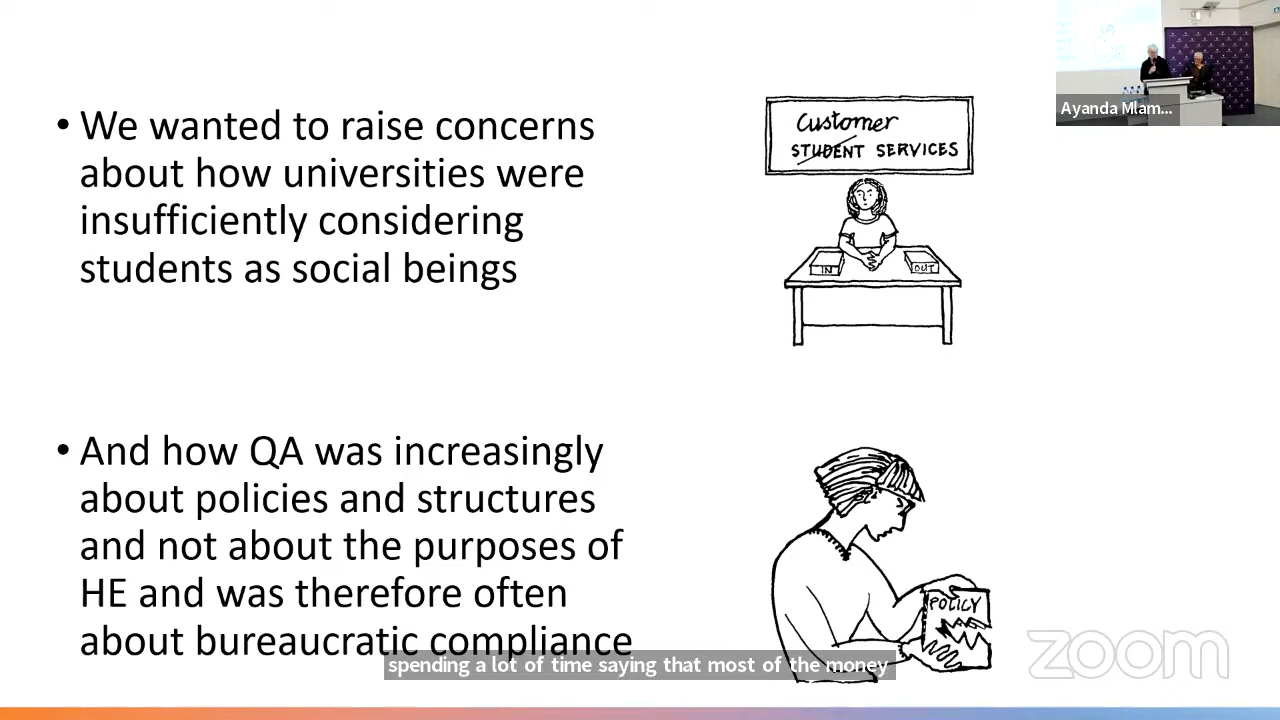 • We wanted to raise concerns
about how universities were
insufficiently considering
students as social beings
Customer
STUDENT SERVICES
IN
OUT
Ayanda Mlam...
• And how QA was increasingly
about policies and structures
and not about the purposes of
HE and was therefore often
about bureaucratic compliance
POLICY
spending a lot of time saying that most of the money
zoom